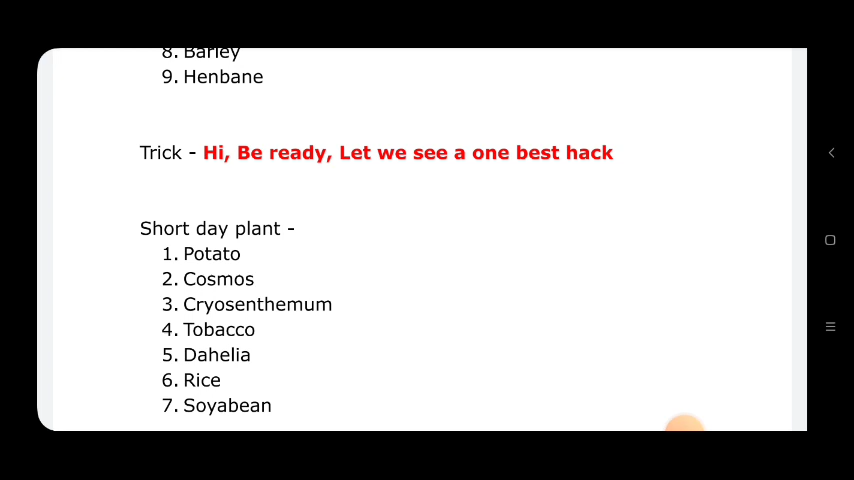 8. Barley
9. Henbane
Trick - Hi, Be ready, Let we see a one best hack
Short day plant -
1. Potato
2. Cosmos
3. Cryosenthemum
4. Tobacco
5. Dahelia
6. Rice
7. Soyabean